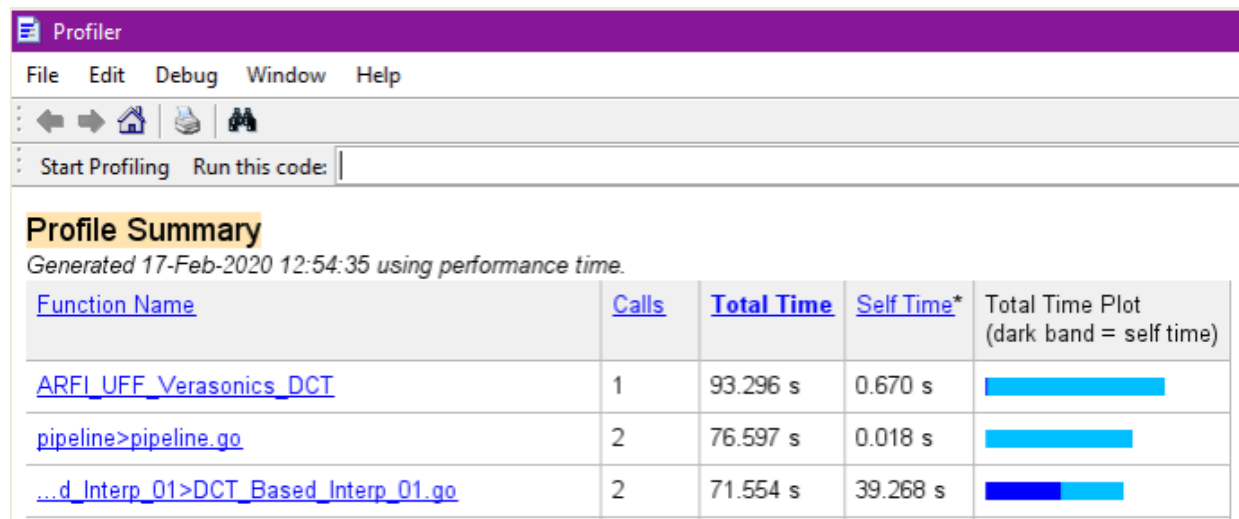 Profiler
File Edit Debug Window Help
Start Profiling Run this code:
Profile Summary
Generated 17-Feb-2020 12:54:35 using performance time.
Function Name Calls Total Time Self Time* Total Time Plot
(dark band = self time)
ARFI_UFF_Verasonics_DCT 1 93.296 s 0.670 s
pipeline>pipeline.go 2 76.597 s 0.018 s
...d_Interp_01>DCT_Based_Interp_01.go 2 71.554 s 39.268 s